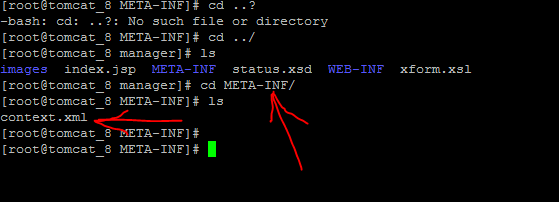 [root@tomcat_8 META-INF]# cd ..?
-bash: cd: ..?: No such file or directory
[root@tomcat_8 META-INF]# cd ../
[root@tomcat_8 manager]# ls
images index.jsp META-INF status.xsd WEB-INF xform.xsl
[root@tomcat_8 manager]# cd META-INF/
[root@tomcat_8 META-INF]# ls
context.xml
[root@tomcat_8 META-INF]#
[root@tomcat_8 META-INF]#